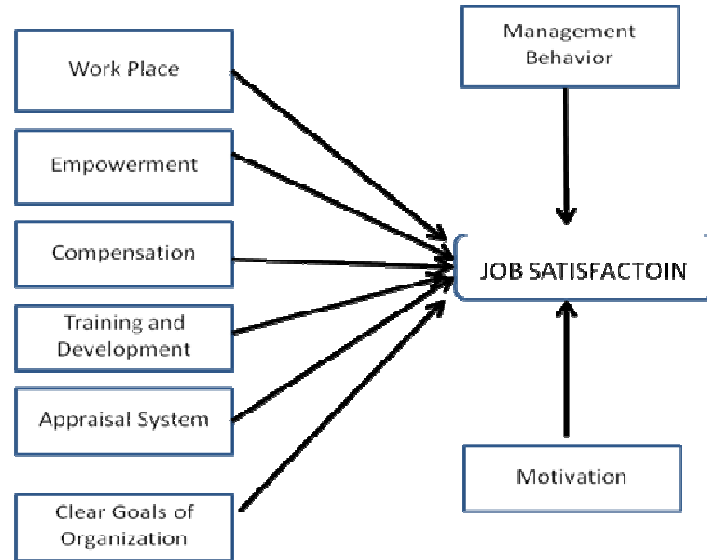 Work Place
Empowerment
Compensation
Training and
Development
Appraisal System
Clear Goals of
Organization
Management
Behavior
JOB SATISFACTOIN
Motivation